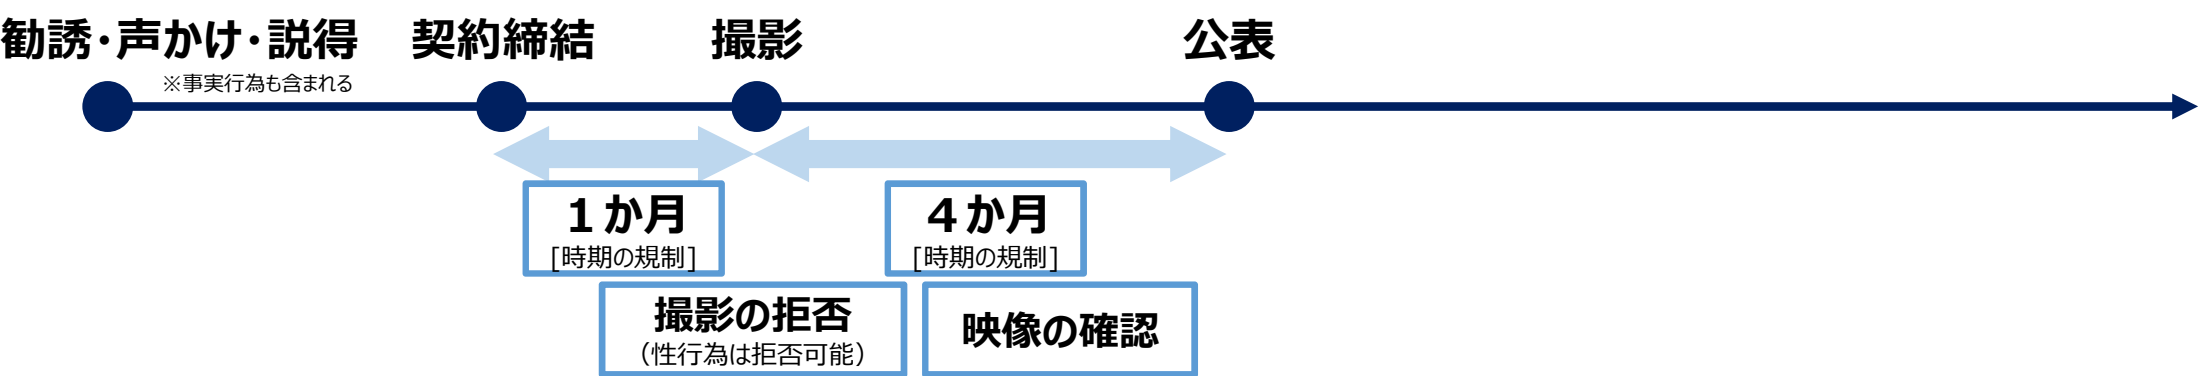 勧誘・声かけ・説得
契約締結
撮影
公表
※事実行為も含まれる
１か月
[時期の規制]
４か月
[時期の規制]
撮影の拒否
（性行為は拒否可能）
映像の確認